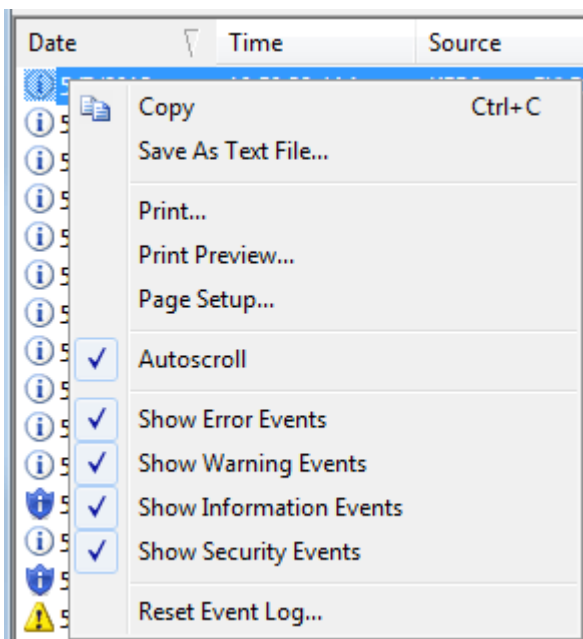 Date Time Source
Copy Ctrl+C
Save As Text File...
Print...
Print Preview...
Page Setup...
Autoscroll
Show Error Events
Show Warning Events
Show Information Events
Show Security Events
Reset Event Log...